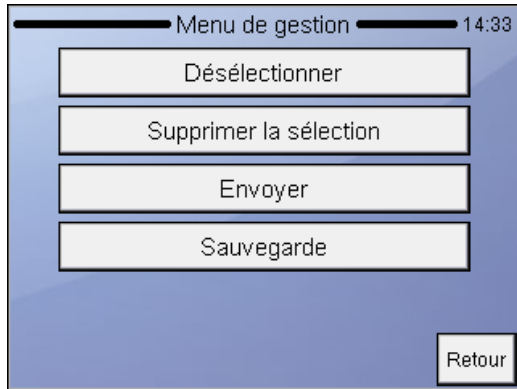 Menu de gestion 14:33
Désélectionner
Supprimer la sélection
Envoyer
Sauvegarde
Retour